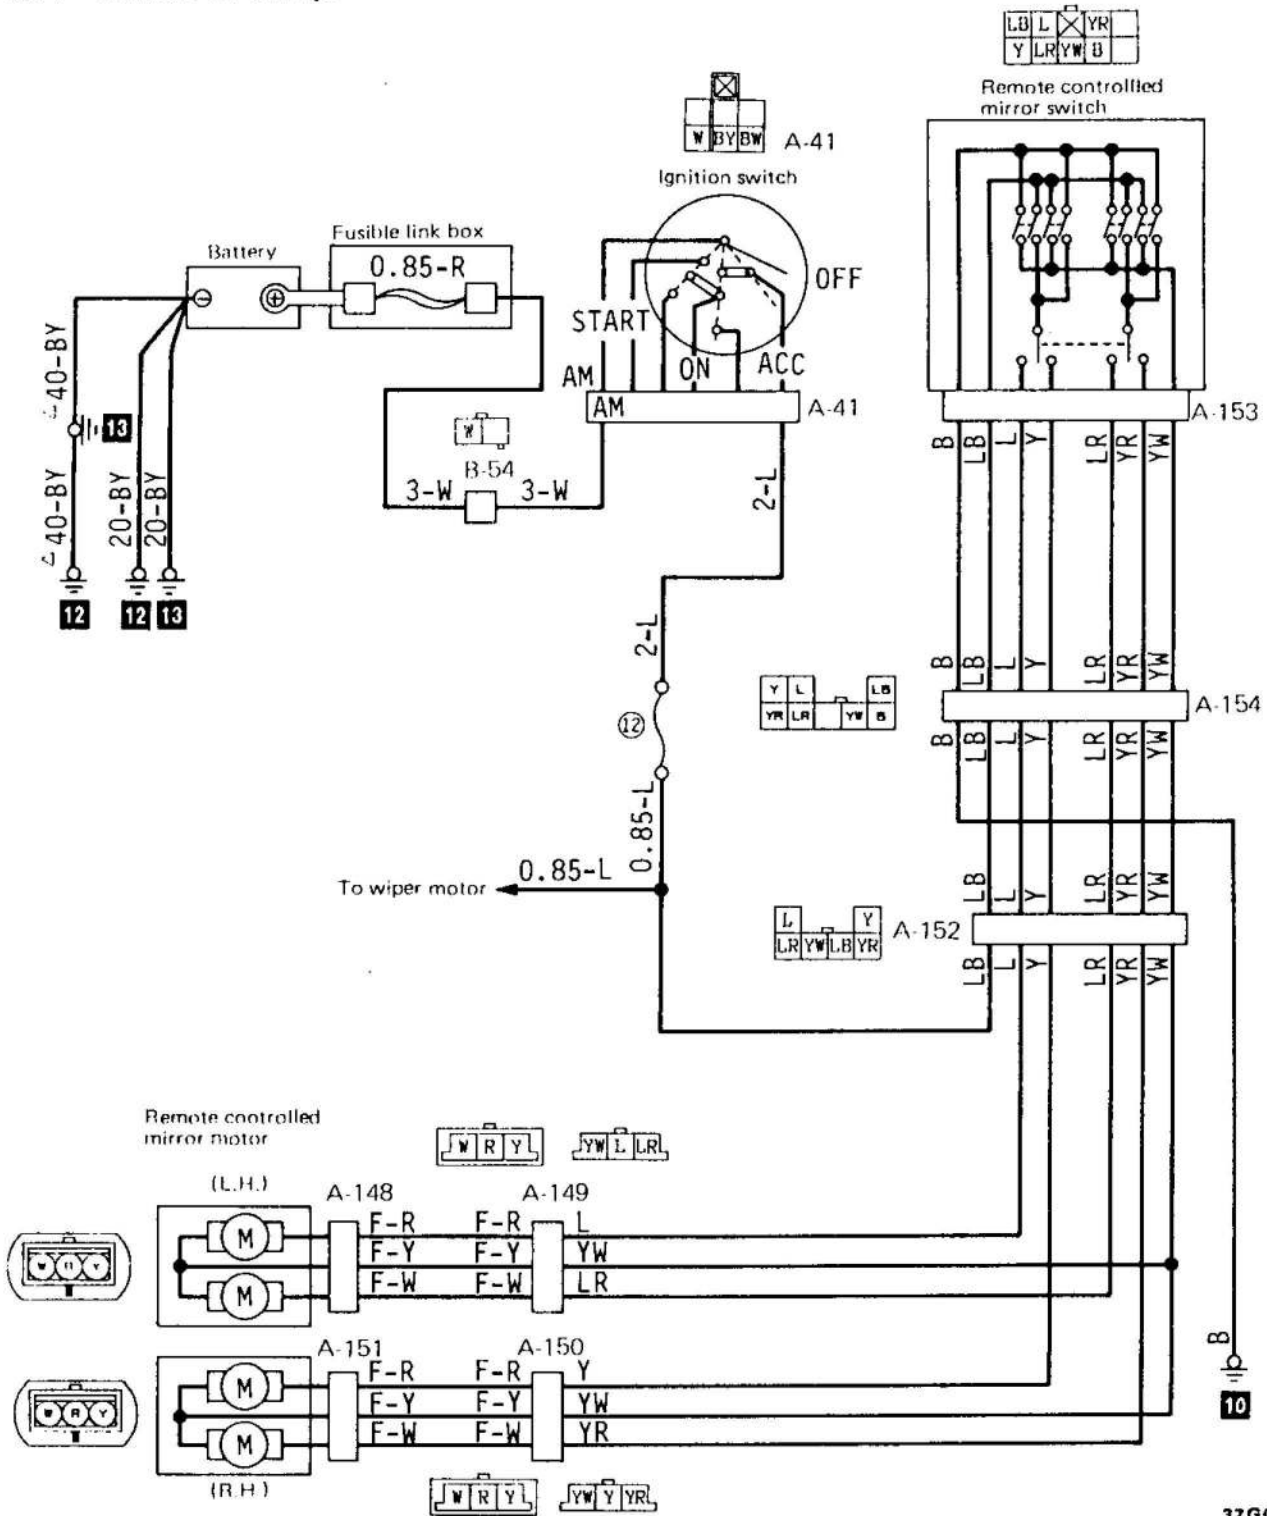 LB L YR
Y LR YW B
Remote controllled
mirror switch
W BY BW
A-41
Ignition switch
Fusible link box
Battery
0.85-R
OFF
START
ON
ACC
AM
AM
A-41
A-153
40-BY
13
W
B-54
3-W
3-W
40-BY
20-BY
20-BY
12
12
13
2-L
B LB L Y LR YR YW
2-L
B LB L Y LR YR YW
Y L LB
YR LR YW B
A-154
12
B LB L Y LR YR YW
0.85-L
0.85-L
To wiper motor
LB L Y LR YR YW
L Y
LR YW LB YR
A-152
LB L Y LR YR YW
Remote controlled
mirror motor
W R Y
YW L LR
(L.H.)
A-148
A-149
M
F-R F-R L
F-Y F-Y YW
M
F-W F-W LR
W R Y
A-151
A-150
M
F-R F-R Y
F-Y F-Y YW
M
F-W F-W YR
W R Y
(R.H.)
W R Y
YW Y YR
B
10